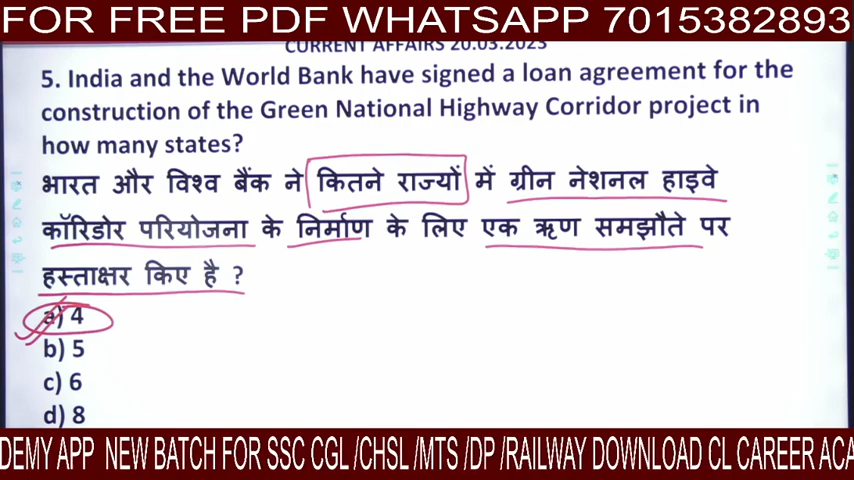 FOR FREE PDF WHATSAPP 7015382893
CURRENT AFFAIRS 20.03.2023
5. India and the World Bank have signed a loan agreement for the
construction of the Green National Highway Corridor project in
how many states?
भारत और विश्व बैंक ने कितने राज्यों में ग्रीन नेशनल हाइवे
कॉरिडोर परियोजना के निर्माण के लिए एक ऋण समझौते पर
हस्ताक्षर किए है ?
a) 4
b) 5
c) 6
d) 8
DEMY APP NEW BATCH FOR SSC CGL /CHSL /MTS /DP /RAILWAY DOWNLOAD CL CAREER ACA